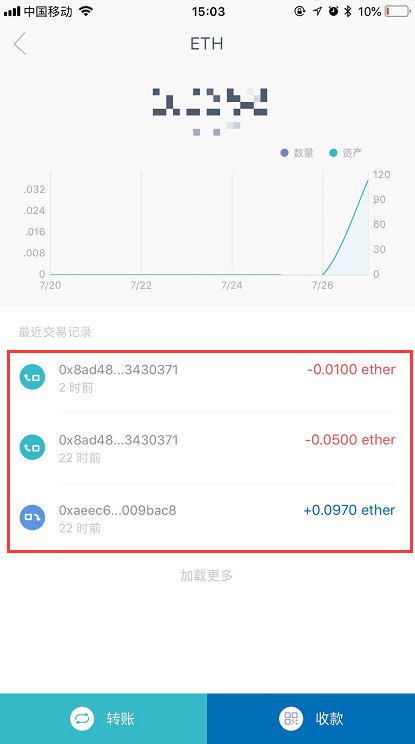 中国移动 15:03 10%
ETH
数量 资产
.032 120
.024 90
.016 60
.008 30
0 0
7/20 7/22 7/24 7/26
最近交易记录
0x8ad48...3430371 -0.0100 ether
2 时前
0x8ad48...3430371 -0.0500 ether
22 时前
0xaeec6...009bac8 +0.0970 ether
22 时前
加载更多
转账 收款